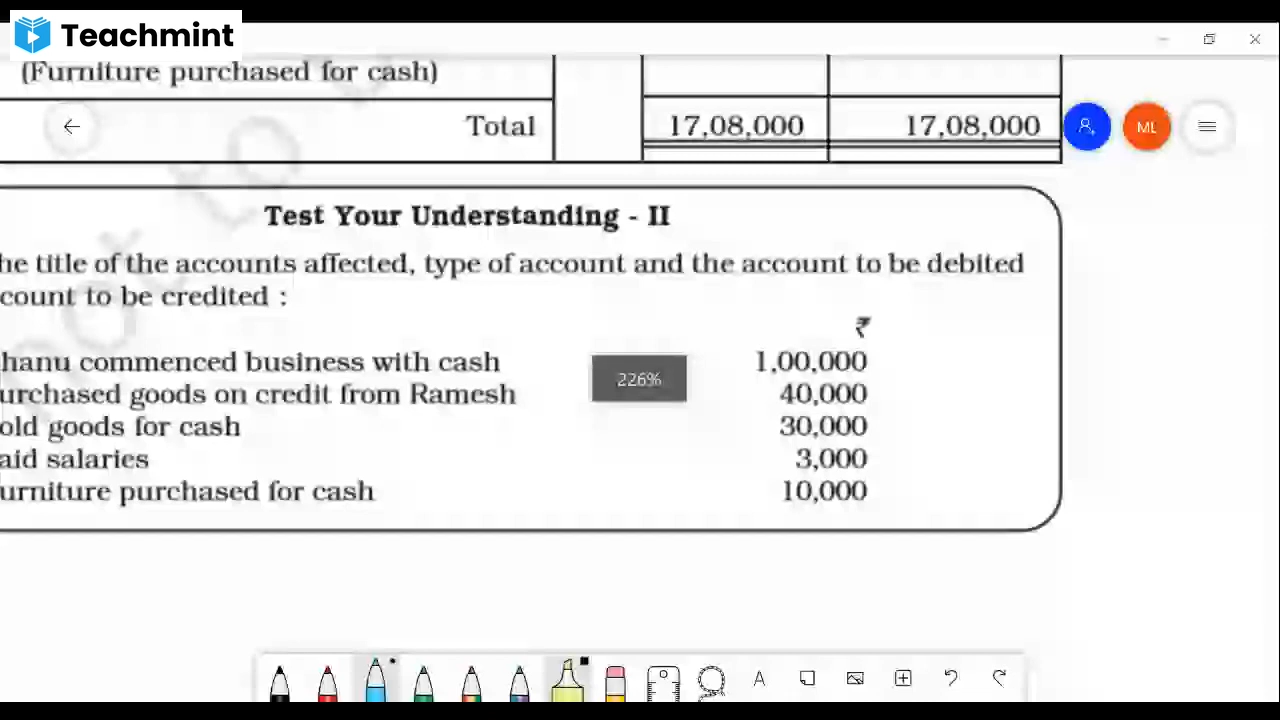 Teachmint
(Furniture purchased for cash)
Total 17,08,000 17,08,000
ML
Test Your Understanding - II
he title of the accounts affected, type of account and the account to be debited
count to be credited :
₹
hanu commenced business with cash 1,00,000
urchased goods on credit from Ramesh 40,000
old goods for cash 30,000
aid salaries 3,000
urniture purchased for cash 10,000
226%
not to
A